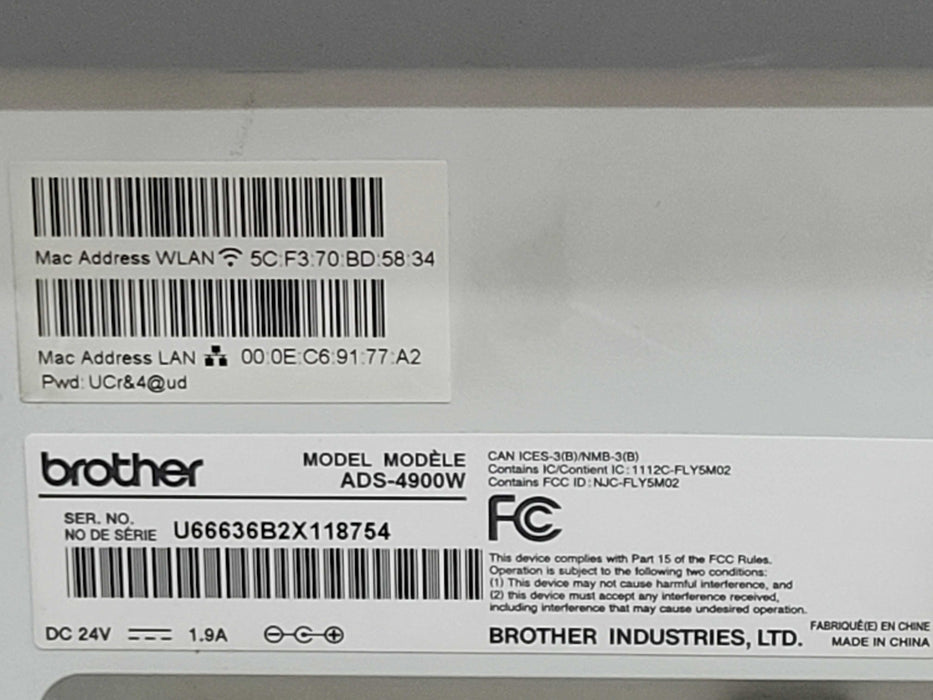 Mac Address WLAN 5C:F3:70:BD:58:34
Mac Address LAN 00:0E:C6:91:77:A2
Pwd: UCr&4@ud
brother
MODEL MODÈLE
ADS-4900W
SER. NO.
NO DE SÉRIE U66636B2X118754
DC 24V 1.9A
CAN ICES-3(B)/NMB-3(B)
Contains IC/Contient IC : 1112C-FLY5M02
Contains FCC ID : NJC-FLY5M02
FC
This device complies with Part 15 of the FCC Rules.
Operation is subject to the following two conditions:
(1) This device may not cause harmful interference, and
(2) this device must accept any interference received,
including interference that may cause undesired operation.
BROTHER INDUSTRIES, LTD.
FABRIQUÉ(E) EN CHINE
MADE IN CHINA